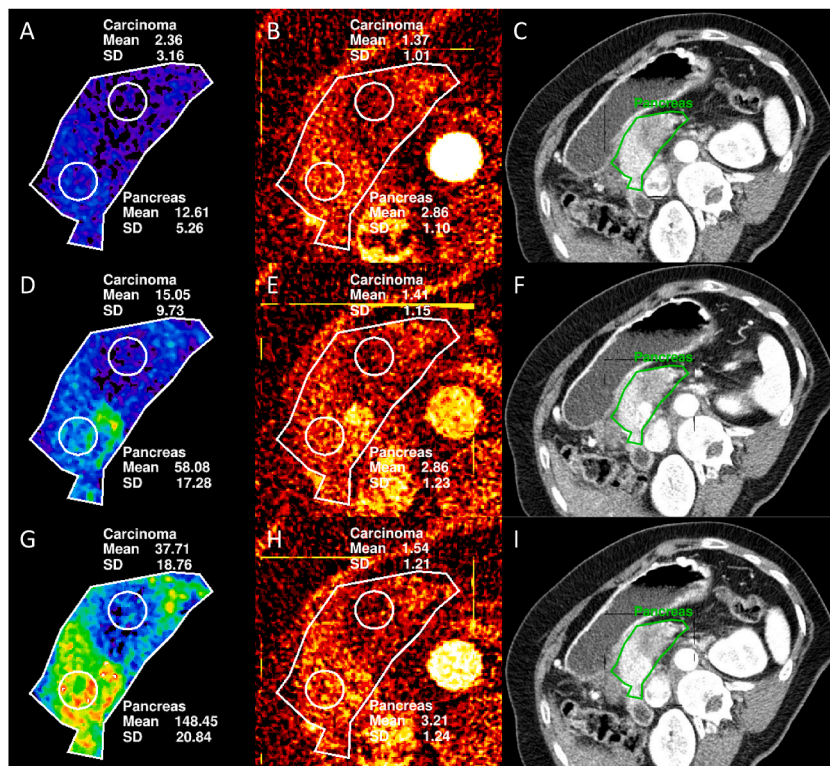 A
Carcinoma
Mean 2.36
SD 3.16
Pancreas
Mean 12.61
SD 5.26
B
Carcinoma
Mean 1.37
SD 1.01
Pancreas
Mean 2.86
SD 1.10
C
Pancreas
D
Carcinoma
Mean 15.05
SD 9.73
Pancreas
Mean 58.08
SD 17.28
E
Carcinoma
Mean 1.41
SD 1.15
Pancreas
Mean 2.86
SD 1.23
F
Pancreas
G
Carcinoma
Mean 37.71
SD 18.76
Pancreas
Mean 148.45
SD 20.84
H
Carcinoma
Mean 1.54
SD 1.21
Pancreas
Mean 3.21
SD 1.24
I
Pancreas